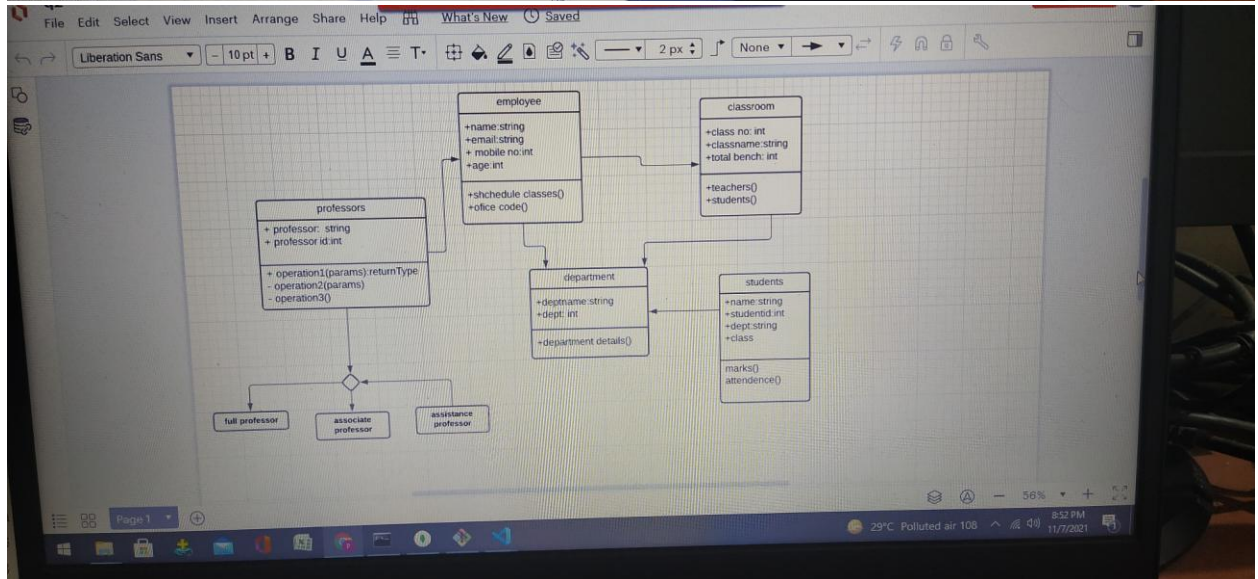 File Edit Select View Insert Arrange Share Help What's New Saved
Liberation Sans - 10 pt + B I U A T 2 px None
employee
+name:string
+email:string
+ mobile no:int
+age:int
+shchedule classes()
+ofice code()
classroom
+class no: int
+classname:string
+total bench: int
+teachers()
+students()
professors
+ professor: string
+ professor id:int
+ operation1(params):returnType
- operation2(params)
- operation3()
department
+deptname:string
+dept: int
+department details()
students
+name:string
+studentid:int
+dept:string
+class
marks()
attendence()
full professor
associate
professor
assistance
professor
Page 1
- 56% +
29°C Polluted air 108
8:52 PM
11/7/2021